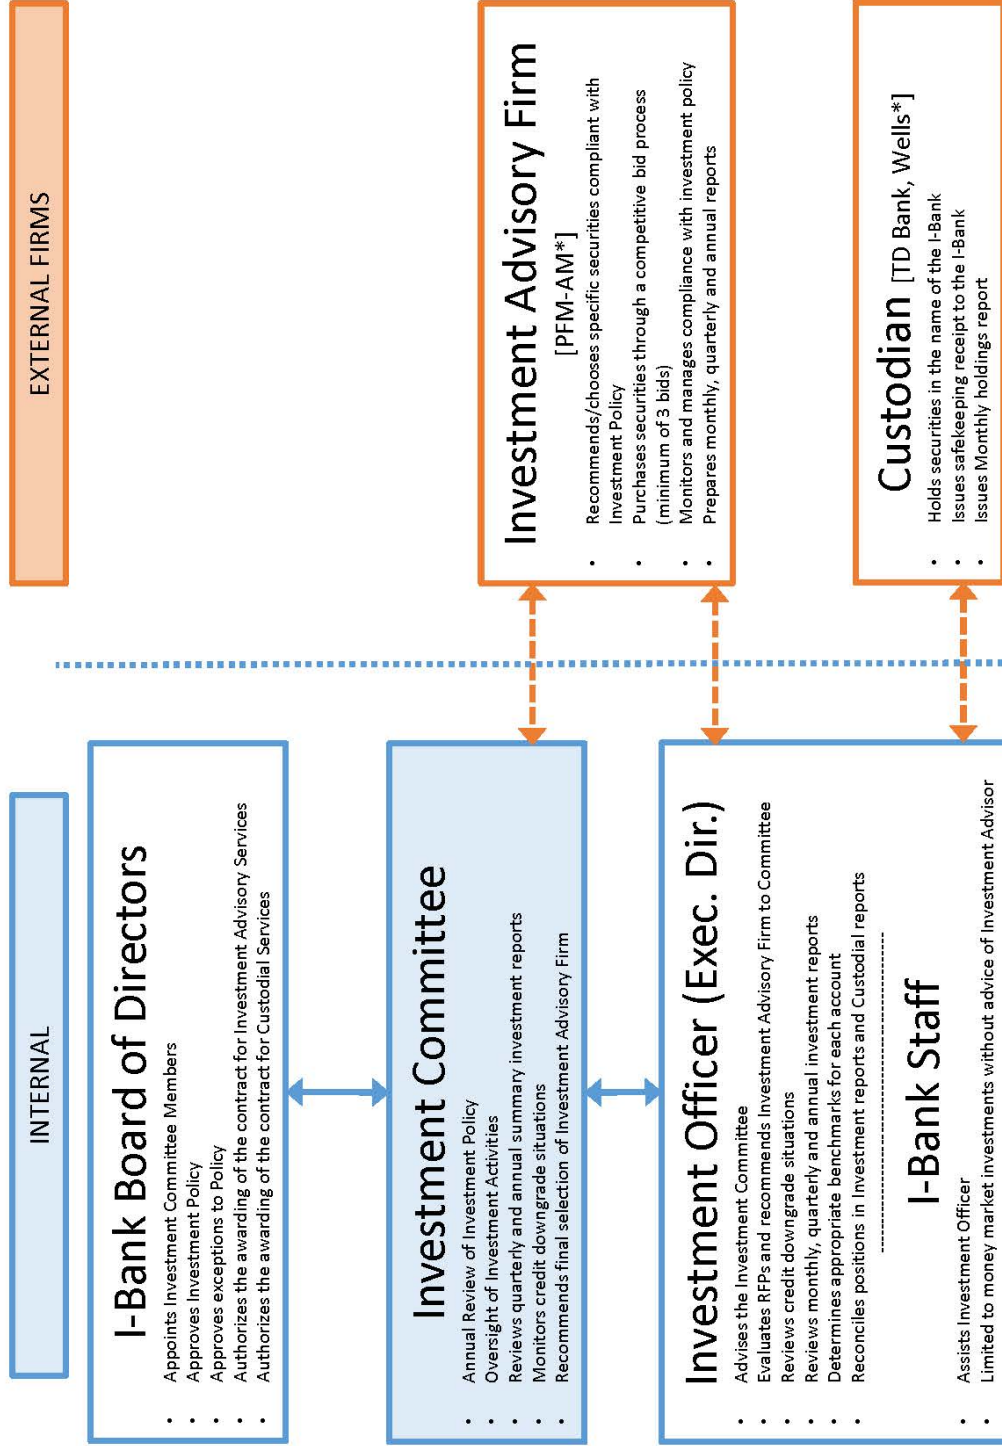 INTERNAL
EXTERNAL FIRMS
I-Bank Board of Directors
• Appoints Investment Committee Members
• Approves Investment Policy
• Approves exceptions to Policy
• Authorizes the awarding of the contract for Investment Advisory Services
• Authorizes the awarding of the contract for Custodial Services
Investment Committee
• Annual Review of Investment Policy
• Oversight of Investment Activities
• Reviews quarterly and annual summary investment reports
• Monitors credit downgrade situations
• Recommends final selection of Investment Advisory Firm
Investment Advisory Firm
[PFM-AM*]
• Recommends/chooses specific securities compliant with
Investment Policy
• Purchases securities through a competitive bid process
(minimum of 3 bids)
• Monitors and manages compliance with investment policy
• Prepares monthly, quarterly and annual reports
Investment Officer (Exec. Dir.)
• Advises the Investment Committee
• Evaluates RFPs and recomends Investment Advisory Firm to Committee
• Reviews credit downgrade situations
• Reviews monthly, quarterly and annual investment reports
• Determines appropriate benchmarks for each account
• Reconciles positions in Investment reports and Custodial reports
I-Bank Staff
• Assists Investment Officer
• Limited to money market investments without advice of Investment Advisor
Custodian [TD Bank, Wells*]
• Holds securities in the name of the I-Bank
• Issues safekeeping receipt to the I-Bank
• Issues Monthly holdings report